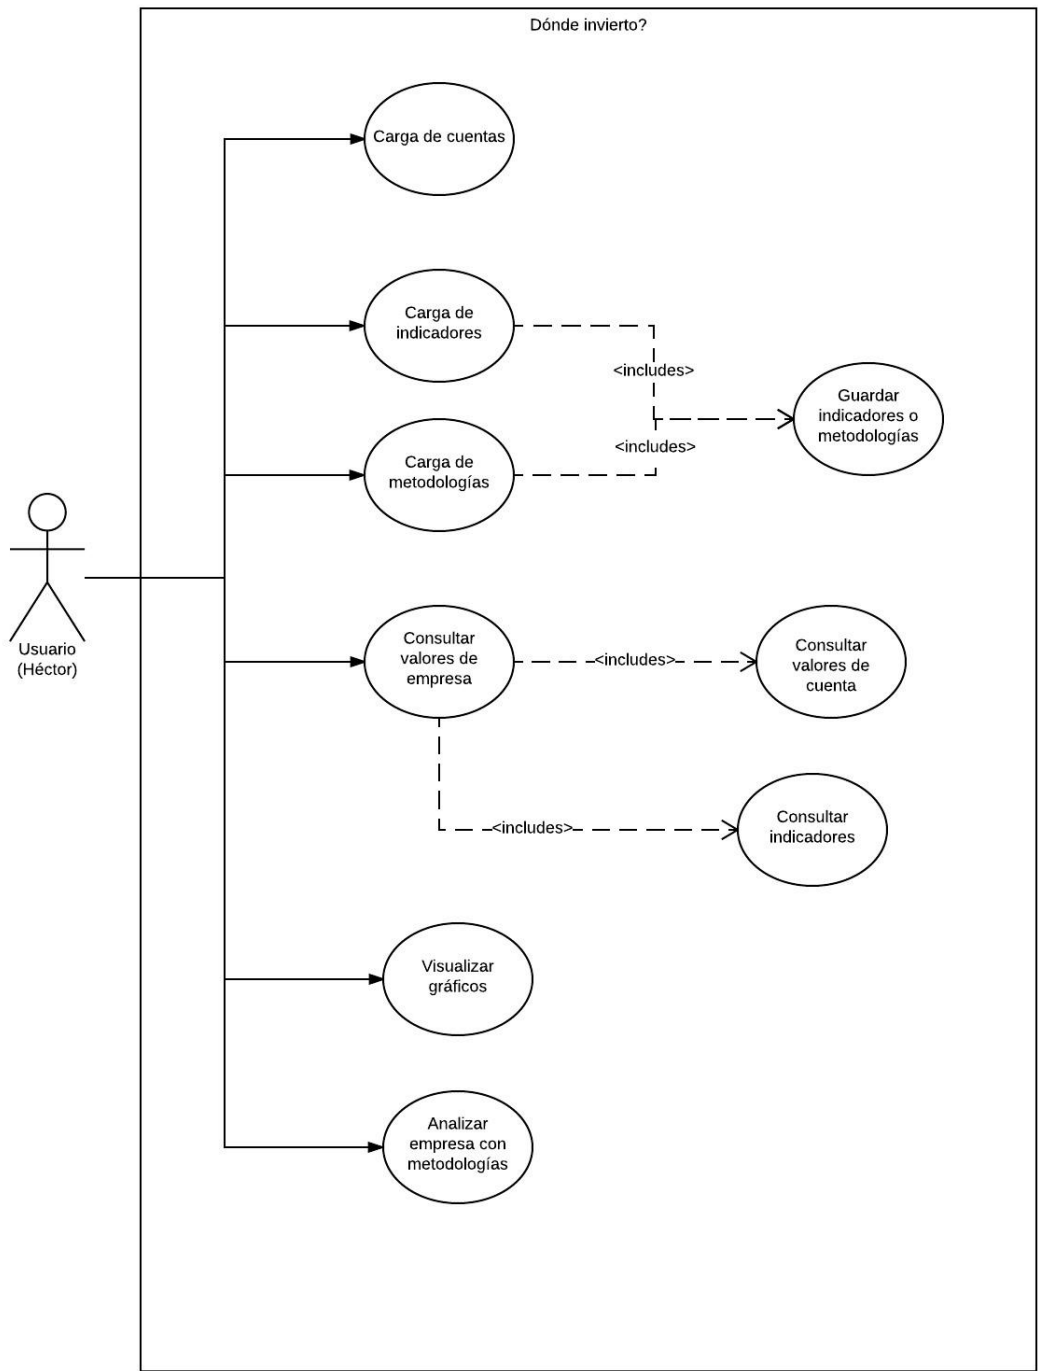 Dónde invierto?
Carga de cuentas
Carga de
indicadores
<includes>
Guardar
indicadores o
metodologías
<includes>
Carga de
metodologías
Usuario
(Héctor)
Consultar
valores de
empresa
<includes>
Consultar
valores de
cuenta
<includes>
Consultar
indicadores
Visualizar
gráficos
Analizar
empresa con
metodologías